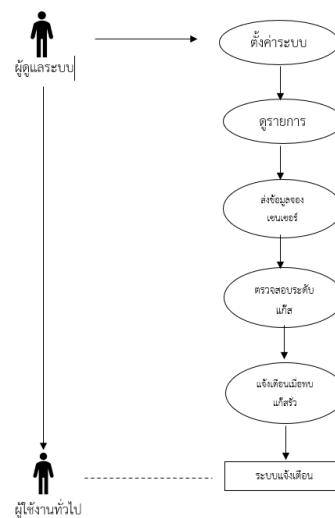 ผู้ดูแลระบบ
ตั้งค่าระบบ
ดูรายการ
ส่งข้อมูลของ
เซนเซอร์
ตรวจสอบระดับ
แก๊ส
แจ้งเตือนเมื่อพบ
แก๊สรั่ว
ระบบแจ้งเตือน
ผู้ใช้งานทั่วไป